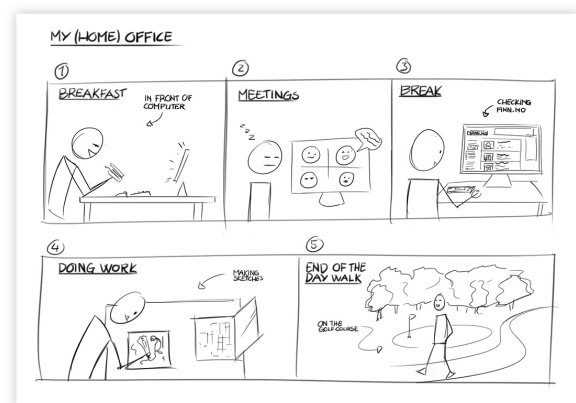 MY (HOME) OFFICE
①
BREAKFAST
IN FRONT OF
COMPUTER
②
MEETINGS
z z z
③
BREAK
CHECKING
FINN.NO
④
DOING WORK
MAKING
SKETCHES
⑤
END OF THE
DAY WALK
ON THE
GOLF COURSE